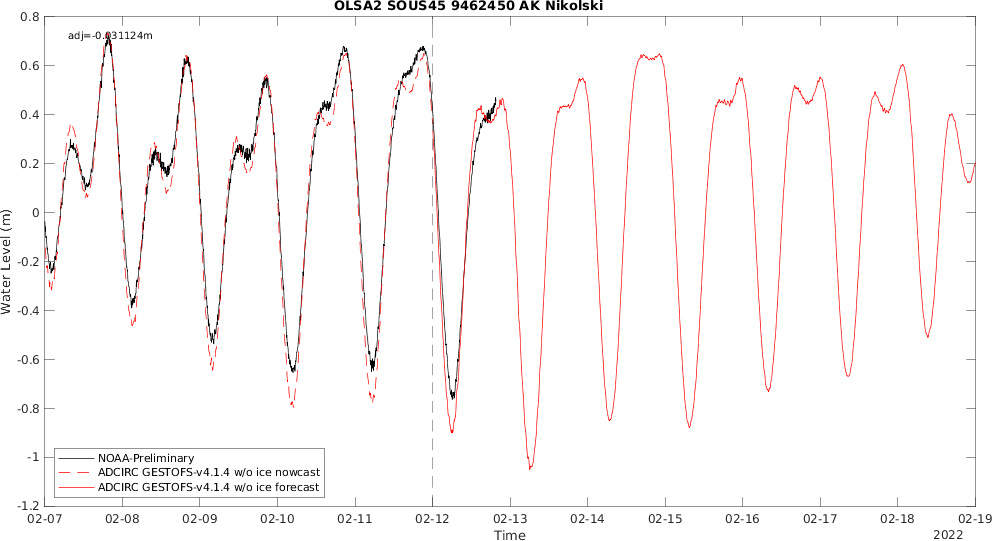 OLSA2 SOUS45 9462450 AK Nikolski
adj=-0.031124m
0.8
0.6
0.4
0.2
0
-0.2
-0.4
-0.6
-0.8
-1
-1.2
Water Level (m)
NOAA-Preliminary
ADCIRC GESTOFS-v4.1.4 w/o ice nowcast
ADCIRC GESTOFS-v4.1.4 w/o ice forecast
02-07 02-08 02-09 02-10 02-11 02-12 02-13 02-14 02-15 02-16 02-17 02-18 02-19
Time
2022